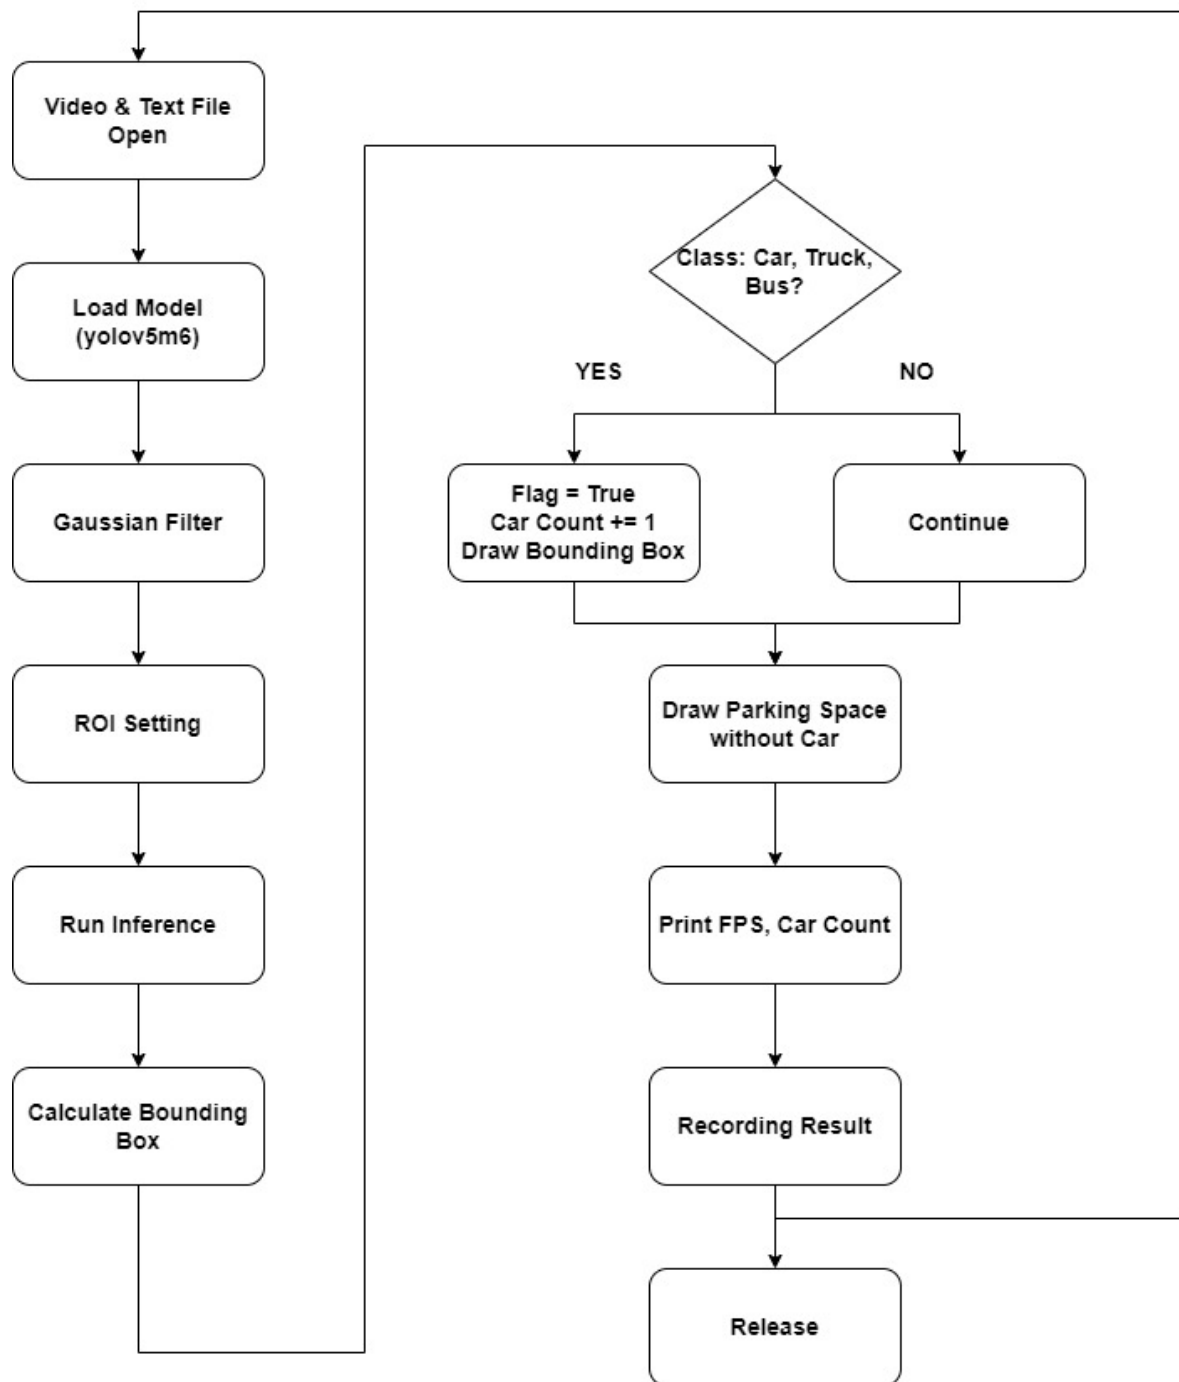 Video & Text File
Open
Load Model
(yolov5m6)
Gaussian Filter
ROI Setting
Run Inference
Calculate Bounding
Box
Class: Car, Truck,
Bus?
YES
NO
Flag = True
Car Count += 1
Draw Bounding Box
Continue
Draw Parking Space
without Car
Print FPS, Car Count
Recording Result
Release